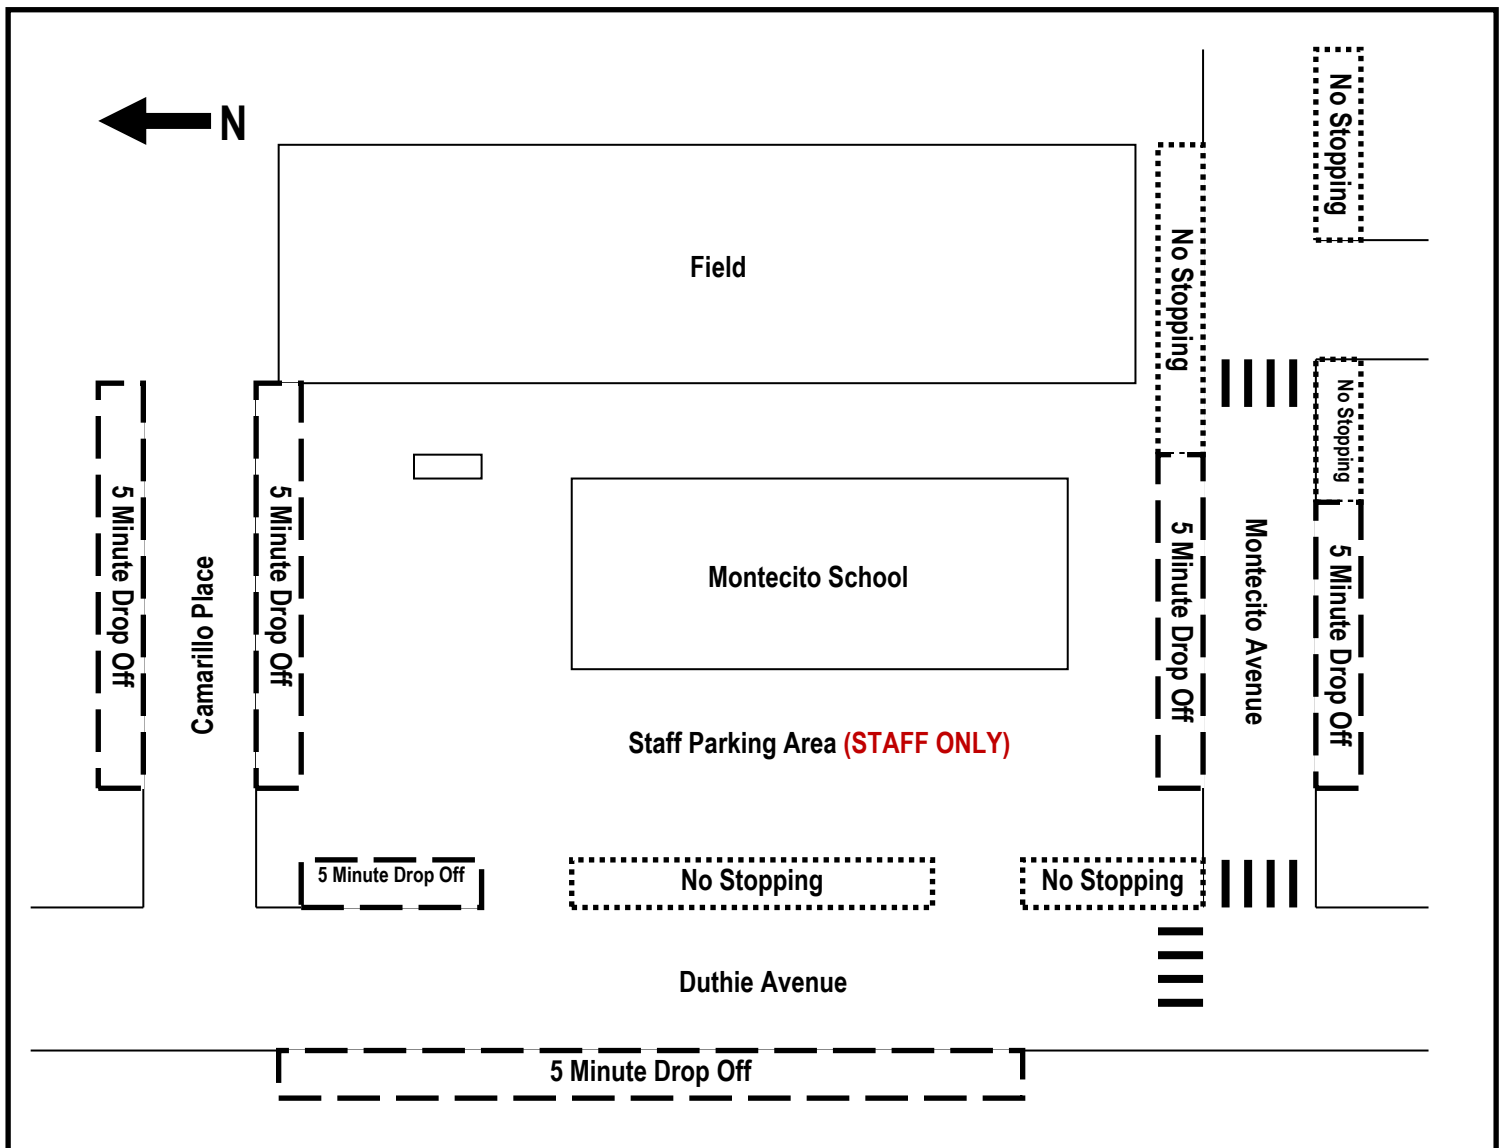 N
No Stopping
Field
No Stopping
No Stopping
5 Minute Drop Off
Camarillo Place
5 Minute Drop Off
Montecito School
5 Minute Drop Off
Montecito Avenue
5 Minute Drop Off
Staff Parking Area (STAFF ONLY)
5 Minute Drop Off
No Stopping
No Stopping
Duthie Avenue
5 Minute Drop Off